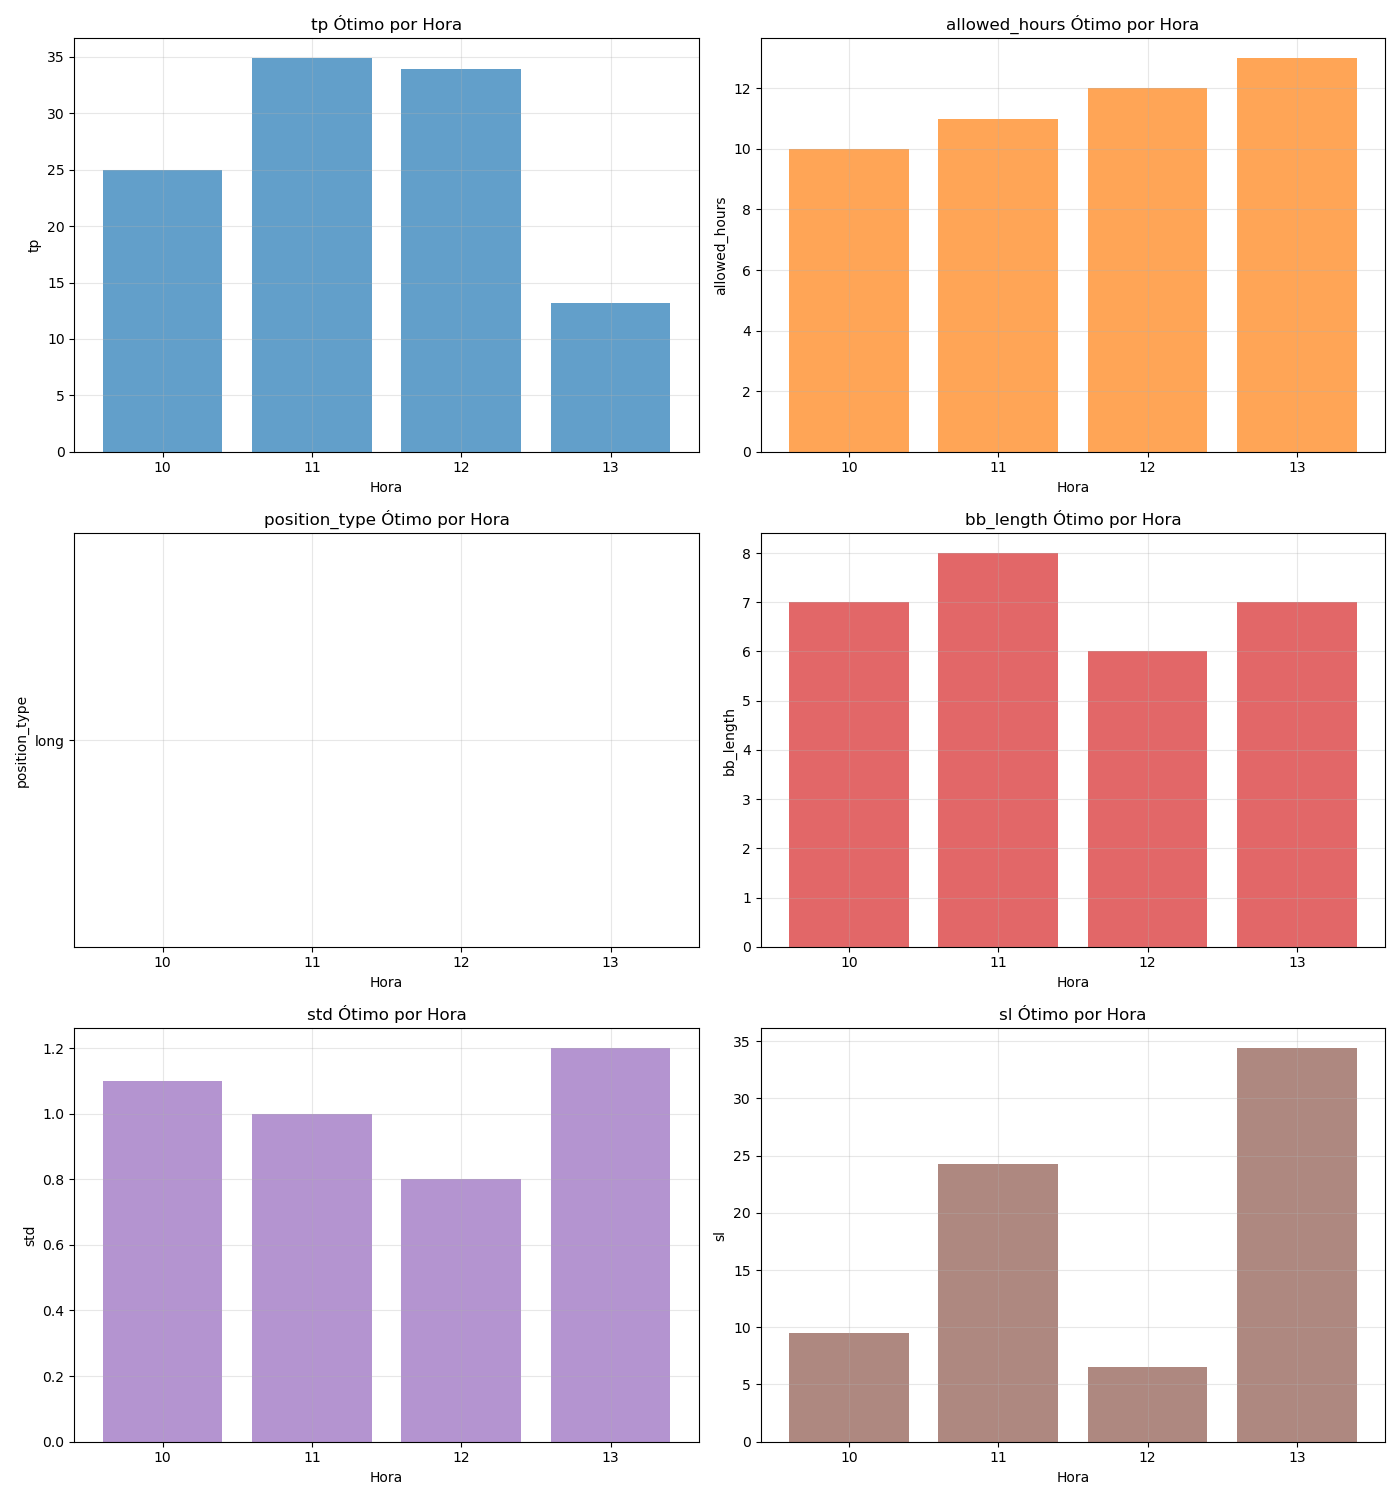 tp Ótimo por Hora
35
30
25
20
15
10
5
0
tp
10 11 12 13
Hora
allowed_hours Ótimo por Hora
12
10
8
6
4
2
0
allowed_hours
10 11 12 13
Hora
position_type Ótimo por Hora
long
position_type
10 11 12 13
Hora
bb_length Ótimo por Hora
8
7
6
5
4
3
2
1
0
bb_length
10 11 12 13
Hora
std Ótimo por Hora
1.2
1.0
0.8
0.6
0.4
0.2
0.0
std
10 11 12 13
Hora
sl Ótimo por Hora
35
30
25
20
15
10
5
0
sl
10 11 12 13
Hora